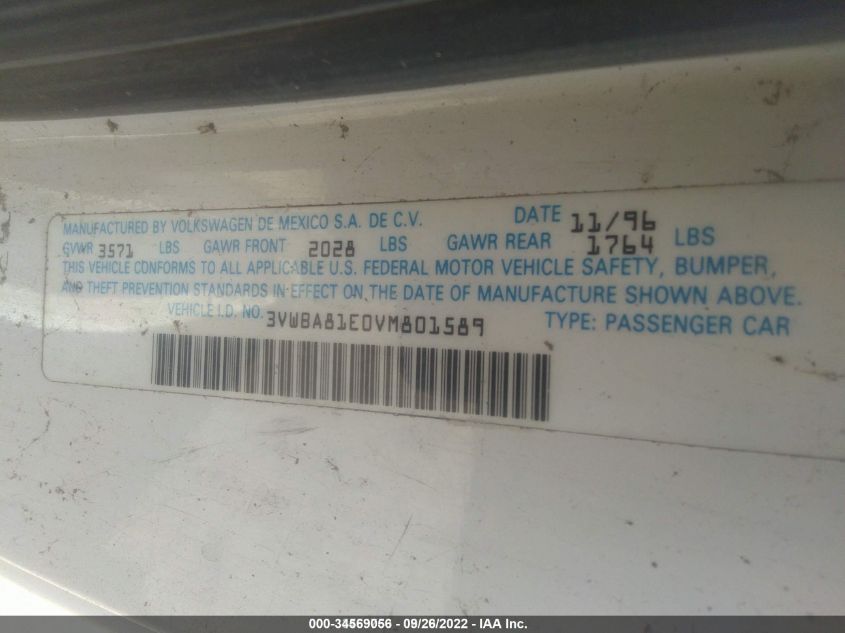 MANUFACTURED BY VOLKSWAGEN DE MEXICO S.A. DE C.V. DATE 11/96
GVWR 3571 LBS GAWR FRONT 2028 LBS GAWR REAR 1764 LBS
THIS VEHICLE CONFORMS TO ALL APPLICABLE U.S. FEDERAL MOTOR VEHICLE SAFETY, BUMPER,
AND THEFT PREVENTION STANDARDS IN EFFECT ON THE DATE OF MANUFACTURE SHOWN ABOVE.
VEHICLE I.D. NO. 3VWBA81E0VM801589 TYPE: PASSENGER CAR
000-34569056 - 09/26/2022 - IAA Inc.